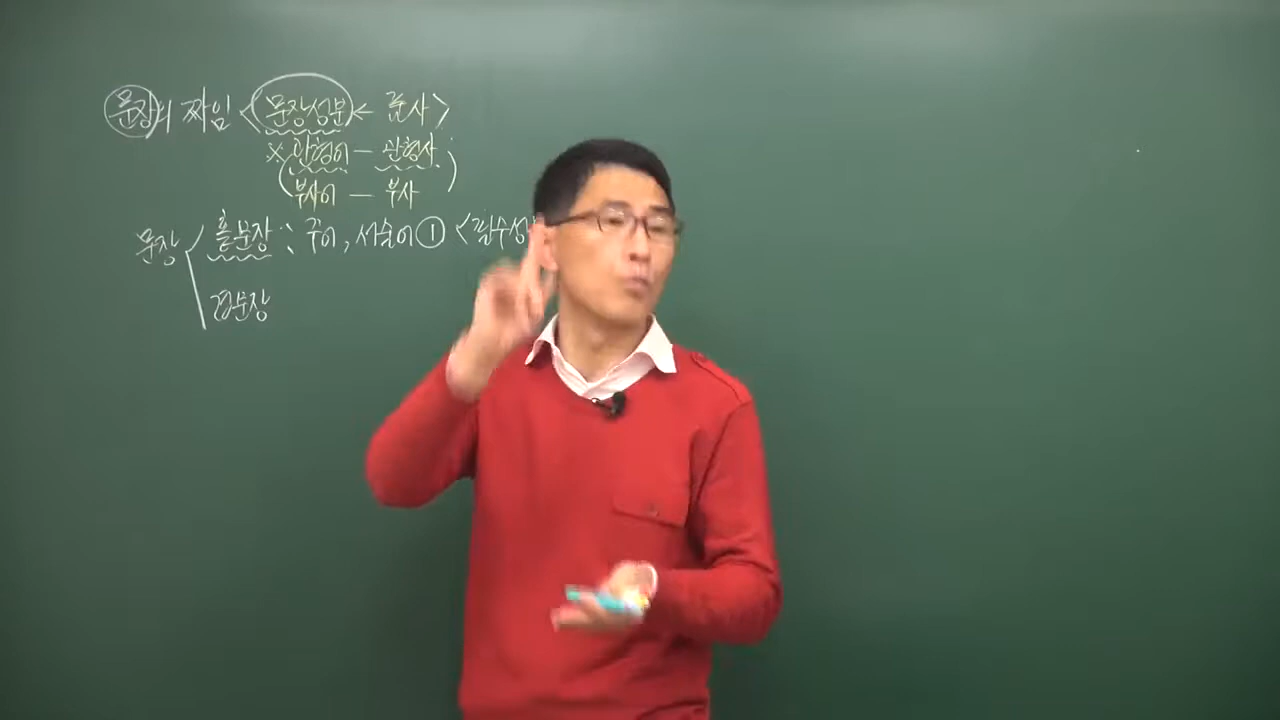 문장의 짜임 <문장성분 ← 품사>
※ 관형어 - 관형사
(부사어 - 부사)
문장 홑문장 : 주어, 서술어 ① <필수성
겹문장